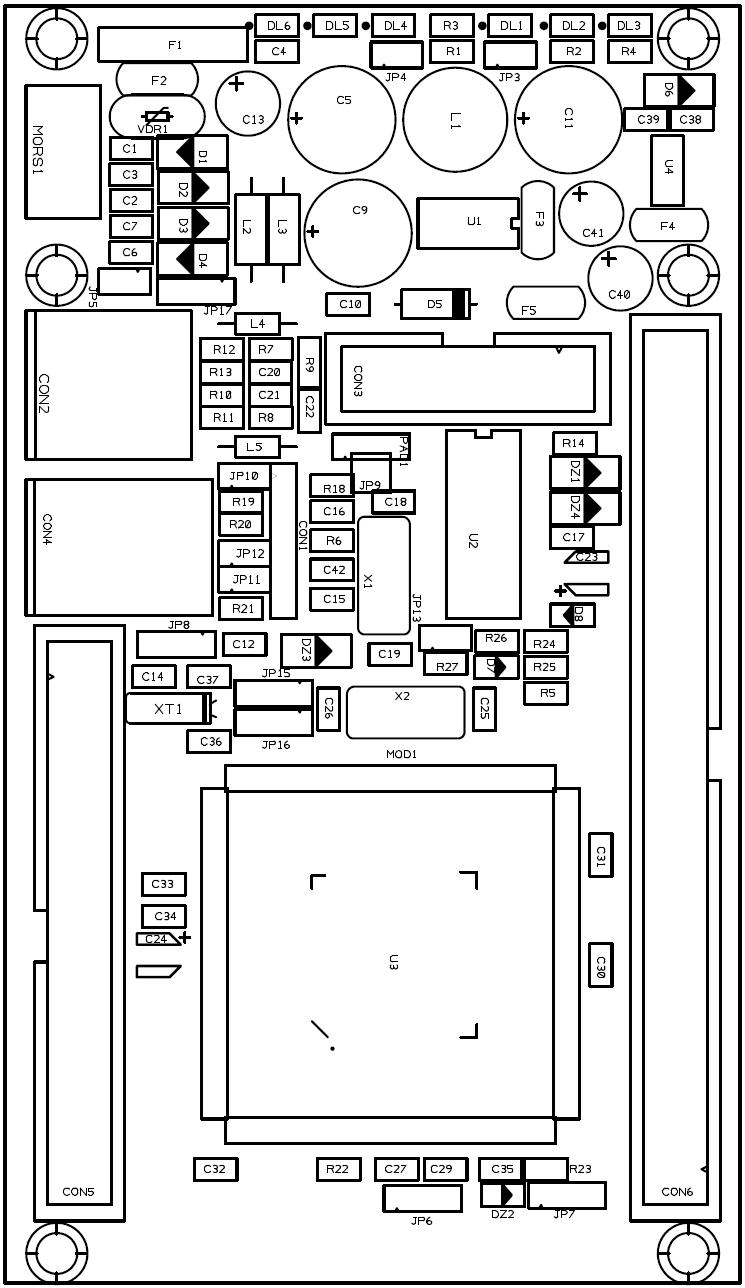 DL6 DL5 DL4 R3 DL1 DL2 DL3
F1 C4 R1 R2 R4
JP4 JP3
F2 D6
C13 C5 L1 C11 C39 C38
VDR1
MORS1 C1 D1 U4
C3 D2
C2 L2 L3 C9 U1 F3 C41 F4
C7 D3
C6 D4
JP5 JP17 C10 D5 F5 C40
L4
CON2 R12 R7 R9 CON3
R13 C20
R10 C21 C22
R11 R8
L5 PAL1 R14
JP10 CON1 R18 JP9 DZ1
CON4 R19 C16 C18 U2 DZ4
R20 R6 C17
JP12 C42 X1 C23
JP11 C15 JP13
R21 D8
JP8 C12 DZ3 C19 R26 R24
C14 C37 JP15 R27 D7 R25
XT1 C26 X2 C25 R5
C36 JP16
MOD1
C31
C33
C34
C24
U3 C30
C32 R22 C27 C29 C35 R23
CON5 CON6
JP6 DZ2 JP7